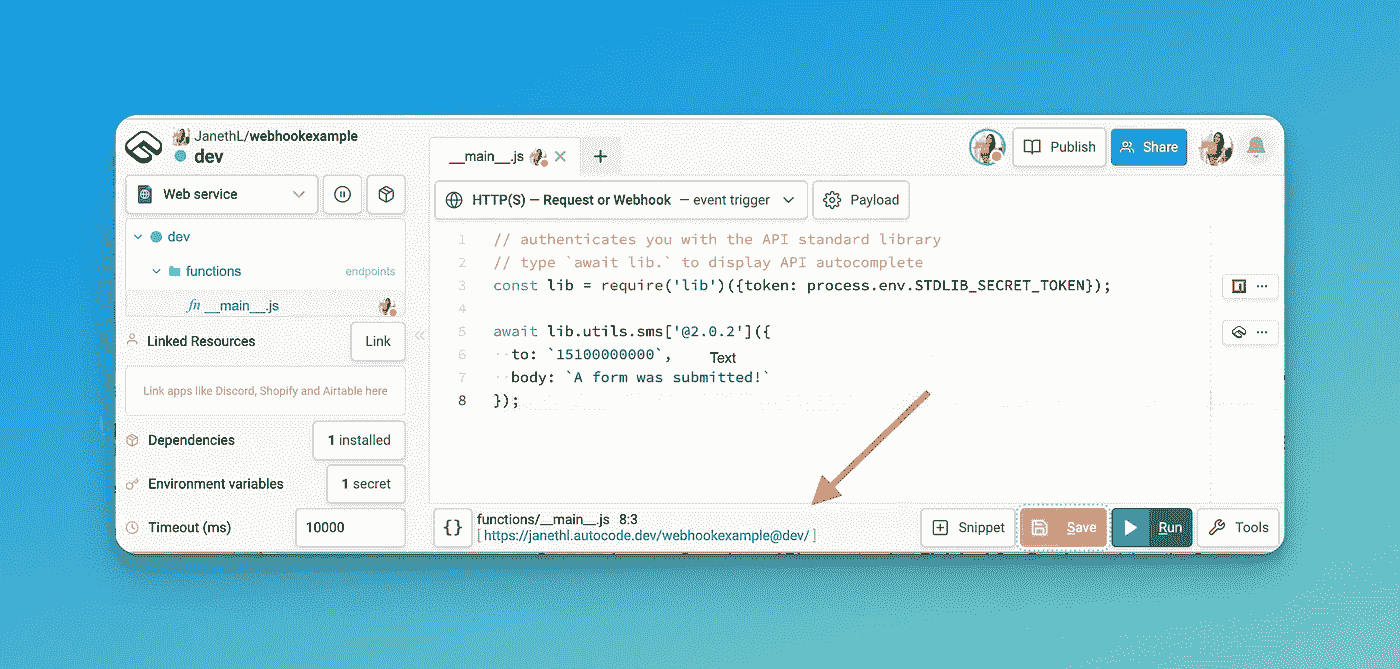 JanethL/webhookexample
dev
__main__.js
Publish
Share
Web service
HTTP(S) — Request or Webhook — event trigger
Payload
dev
functions
endpoints
fn __main__.js
Linked Resources
Link
Link apps like Discord, Shopify and Airtable here
Dependencies
1 installed
Environment variables
1 secret
Timeout (ms)
10000
1 // authenticates you with the API standard library
2 // type `await lib.` to display API autocomplete
3 const lib = require('lib')({token: process.env.STDLIB_SECRET_TOKEN});
4
5 await lib.utils.sms['@2.0.2']({
6 ··to: `15100000000`,
Text
7 ··body: `A form was submitted!`
8 });
{}
functions/__main__.js 8:3
[ https://janethl.autocode.dev/webhookexample@dev/ ]
Snippet
Save
Run
Tools